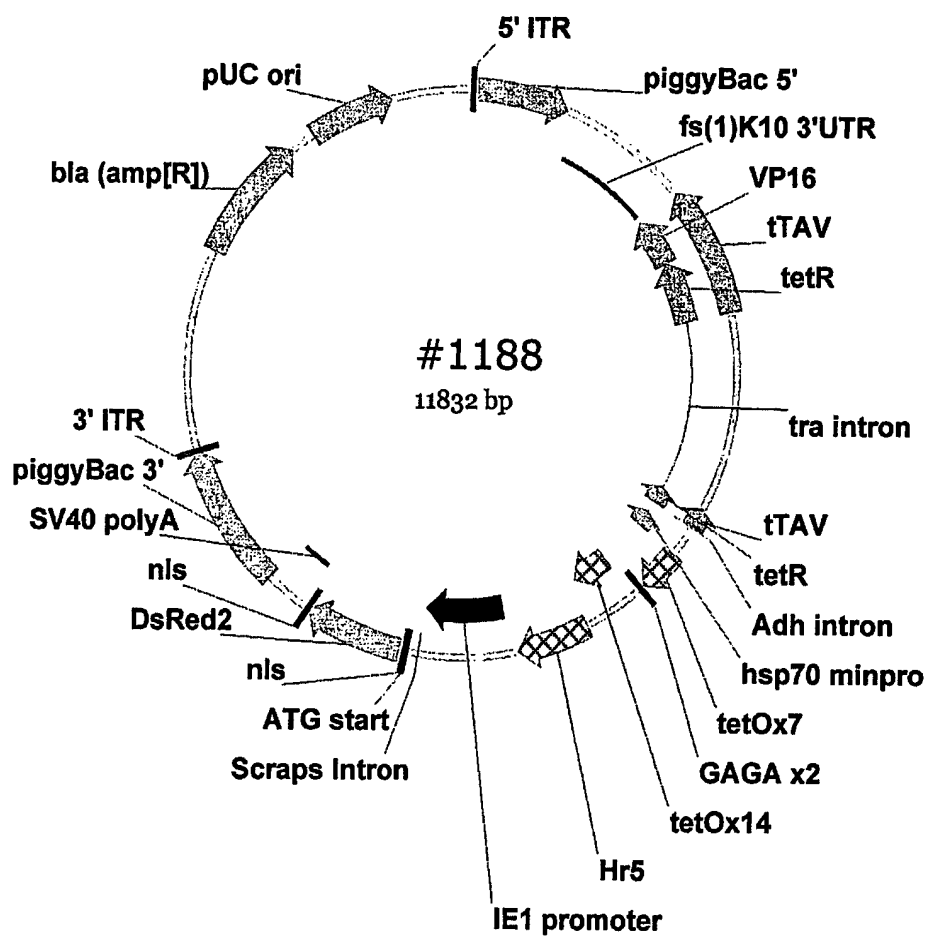 5' ITR
pUC ori
piggyBac 5'
fs(1)K10 3'UTR
bla (amp[R])
VP16
tTAV
tetR
#1188
11832 bp
3' ITR
tra intron
piggyBac 3'
SV40 polyA
tTAV
nls
tetR
DsRed2
Adh intron
nls
hsp70 minpro
ATG start
tetOx7
Scraps Intron
GAGA x2
tetOx14
Hr5
IE1 promoter